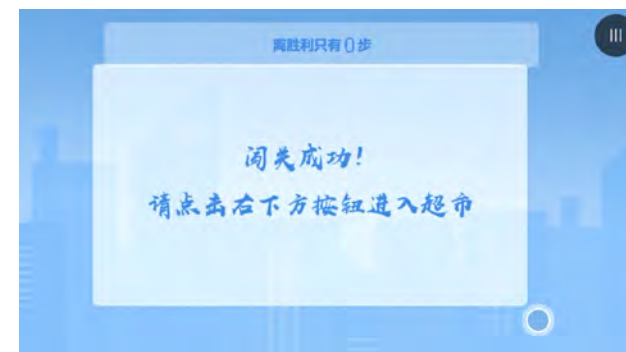 离胜利只有0步
闯关成功！
请点击右下方按钮进入超市